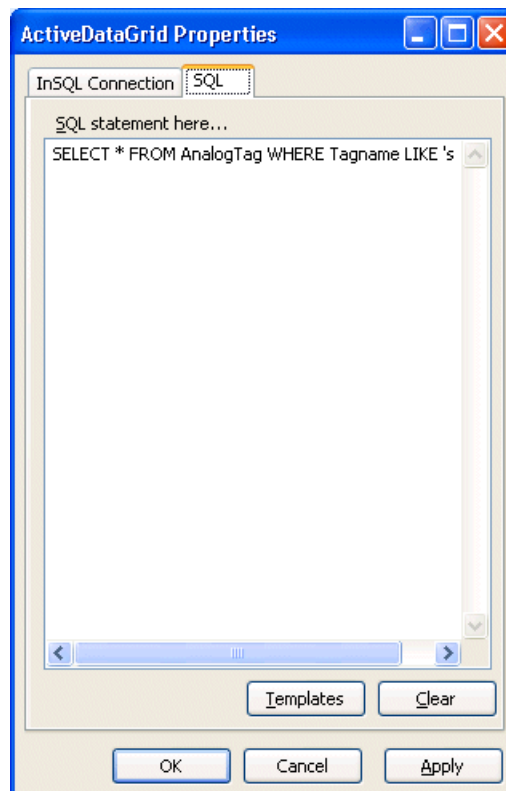 ActiveDataGrid Properties
InSQL Connection SQL
SQL statement here...
SELECT * FROM AnalogTag WHERE Tagname LIKE 's
Templates Clear
OK Cancel Apply